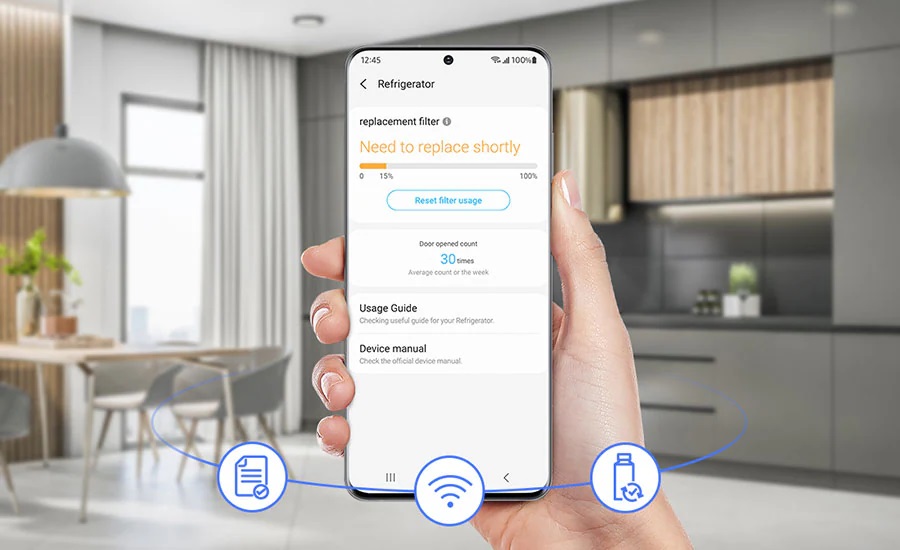 12:45 100%
Refrigerator
replacement filter
Need to replace shortly
0 15% 100%
Reset filter usage
Door opened count
30 times
Average count or the week
Usage Guide
Checking useful guide for your Refrigerator.
Device manual
Check the official device manual.